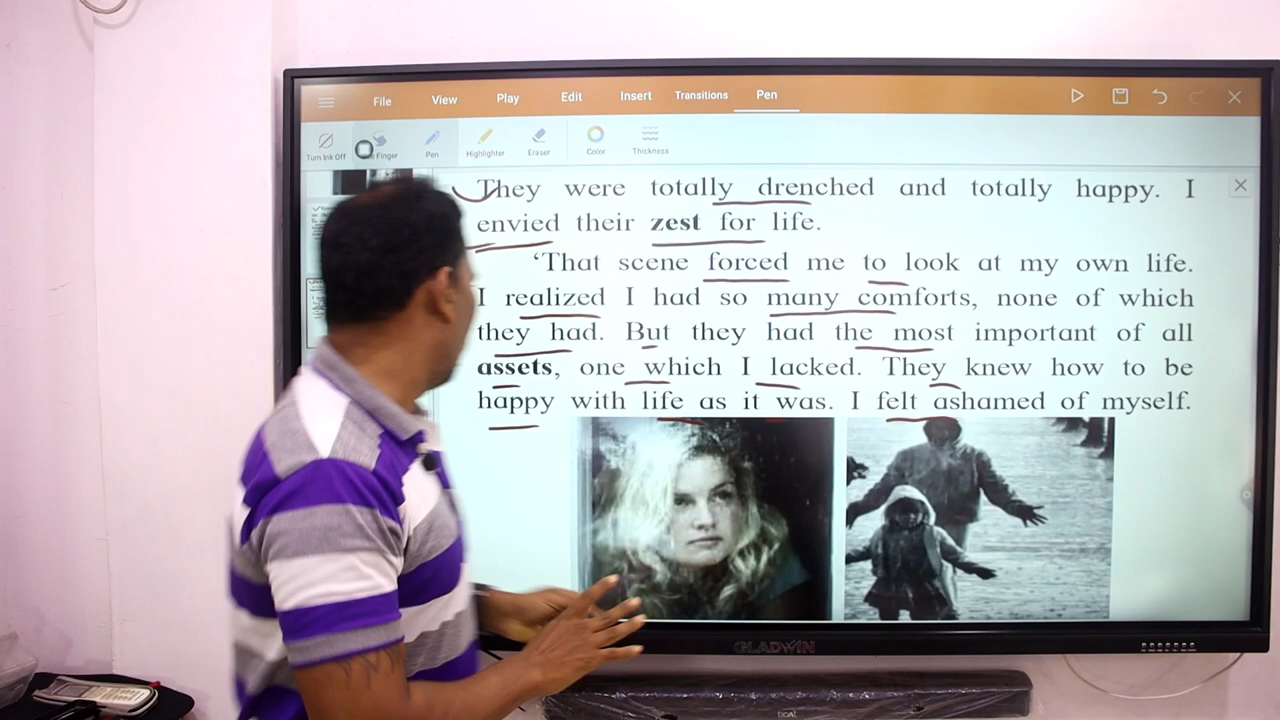 File View Play Edit Insert Transitions Pen
Turn Ink Off Finger Pen Highlighter Eraser Color Thickness
They were totally drenched and totally happy. I
envied their zest for life.
‘That scene forced me to look at my own life.
I realized I had so many comforts, none of which
they had. But they had the most important of all
assets, one which I lacked. They knew how to be
happy with life as it was. I felt ashamed of myself.
GLADWIN
boAt